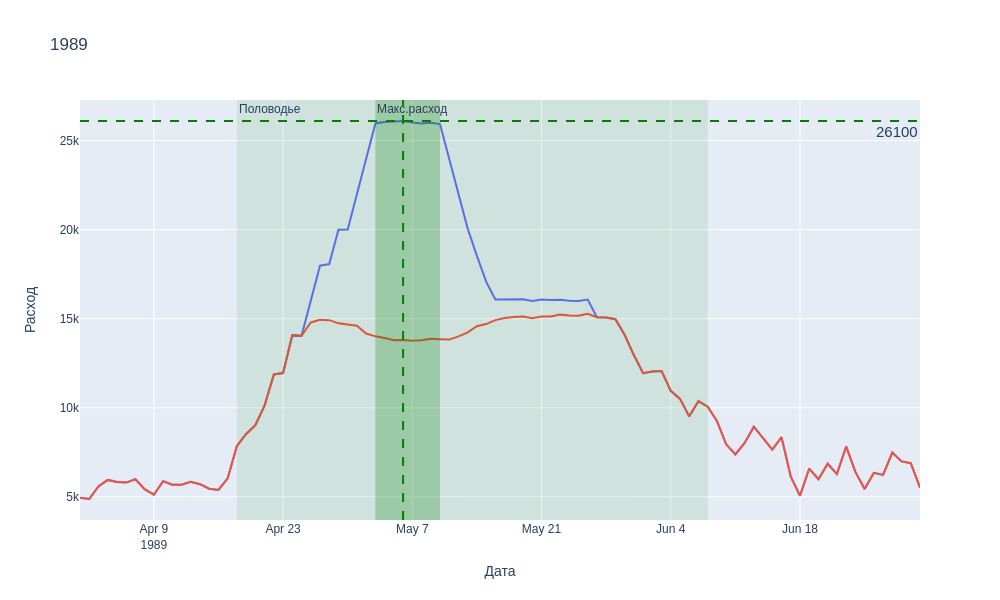 1989
Половодье
Макс.расход
26100
25k
20k
15k
10k
5k
Расход
Apr 9
1989
Apr 23
May 7
May 21
Jun 4
Jun 18
Дата